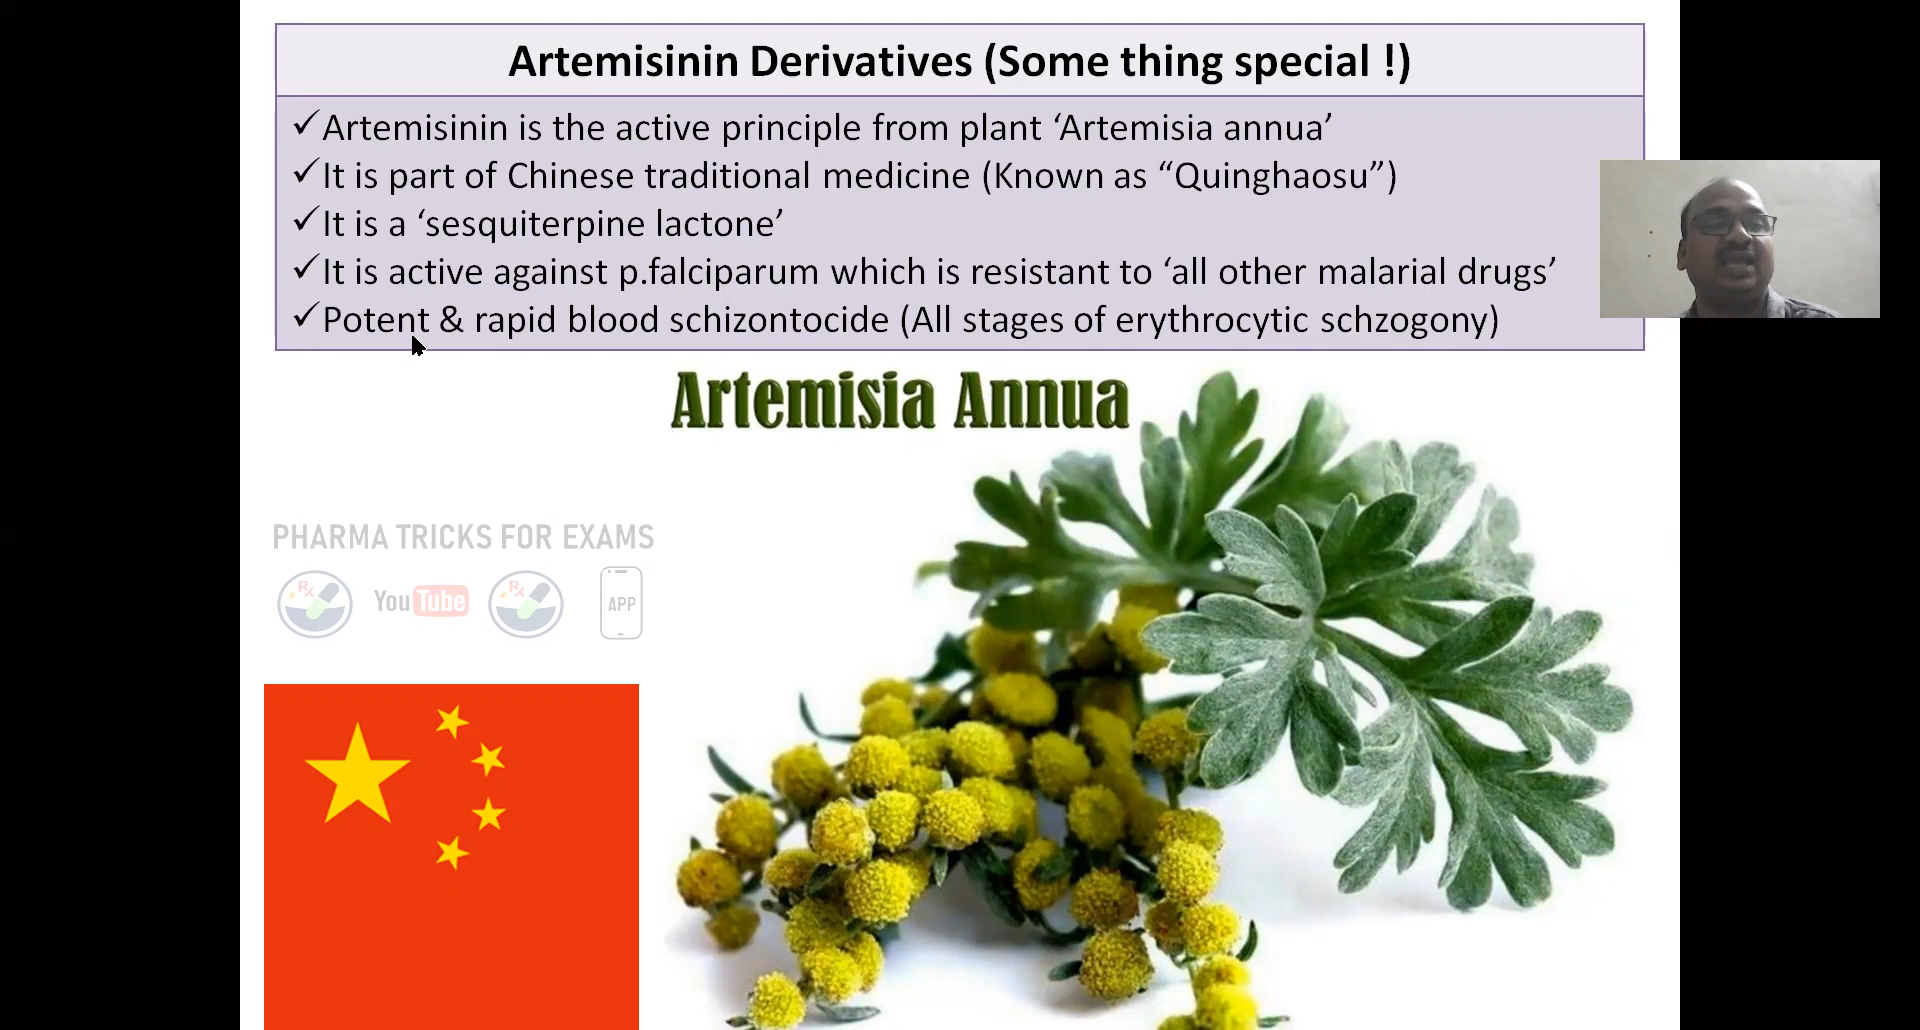 Artemisinin Derivatives (Some thing special !)
✓Artemisinin is the active principle from plant ‘Artemisia annua’
✓It is part of Chinese traditional medicine (Known as “Quinghaosu”)
✓It is a ‘sesquiterpine lactone’
✓It is active against p.falciparum which is resistant to ‘all other malarial drugs’
✓Potent & rapid blood schizontocide (All stages of erythrocytic schzogony)
Artemisia Annua
PHARMA TRICKS FOR EXAMS
Rx YouTube Rx APP